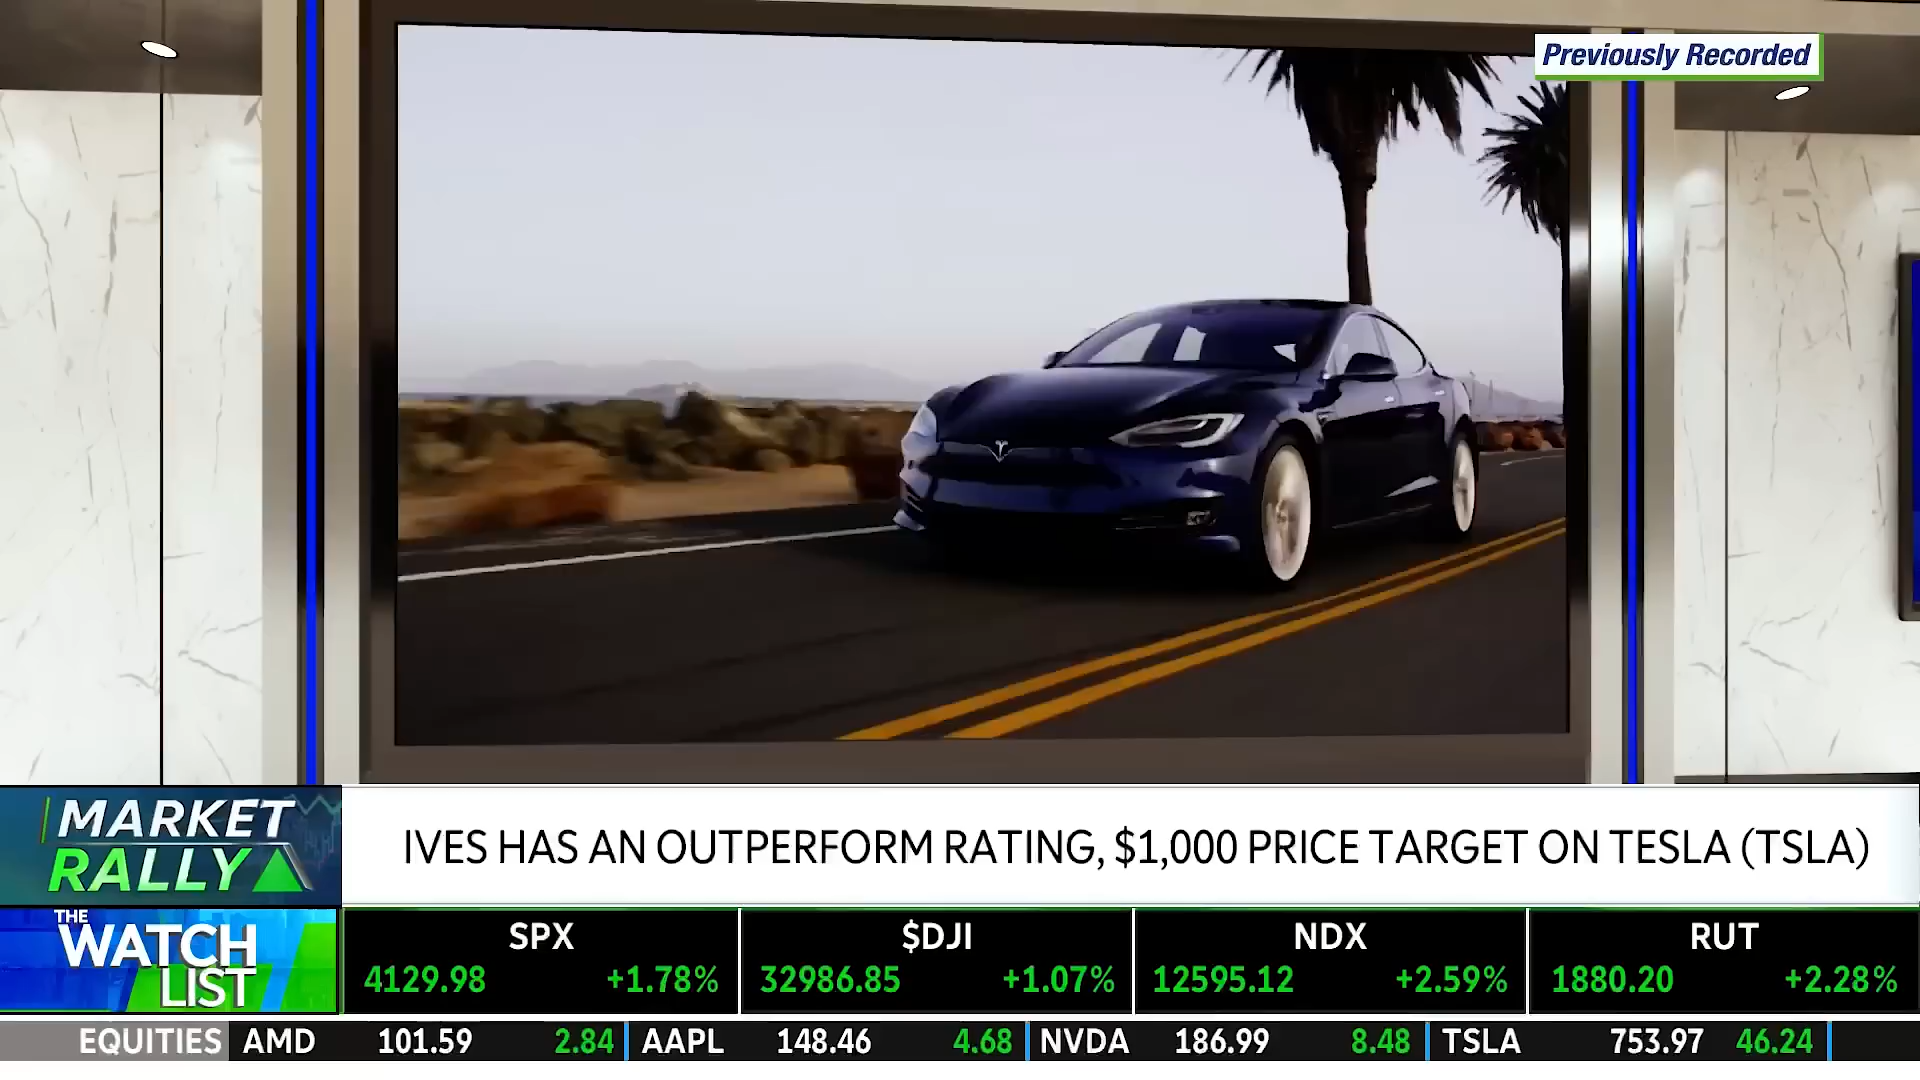 Previously Recorded
MARKET
RALLY
IVES HAS AN OUTPERFORM RATING, $1,000 PRICE TARGET ON TESLA (TSLA)
THE
WATCH
LIST
SPX
4129.98 +1.78%
$DJI
32986.85 +1.07%
NDX
12595.12 +2.59%
RUT
1880.20 +2.28%
EQUITIES AMD 101.59 2.84 AAPL 148.46 4.68 NVDA 186.99 8.48 TSLA 753.97 46.24